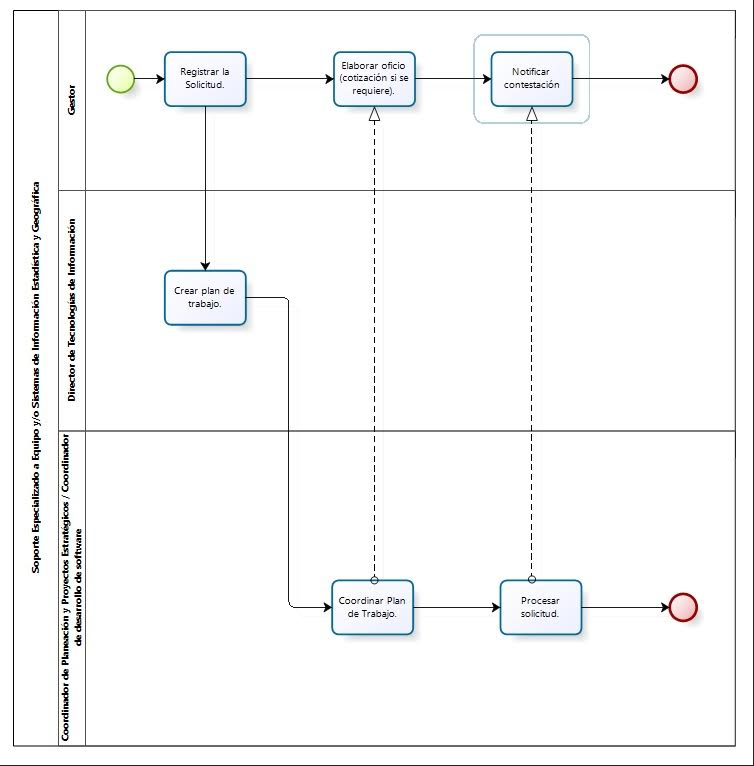 Soporte Especializado a Equipo y/o Sistemas de Información Estadística y Geográfica
Gestor
Registrar la
Solicitud.
Elaborar oficio
(cotización si se
requiere).
Notificar
contestación
Director de Tecnologías de Información
Crear plan de
trabajo.
Coordinador de Planeación y Proyectos Estratégicos / Coordinador
de desarrollo de software
Coordinar Plan
de Trabajo.
Procesar
solicitud.